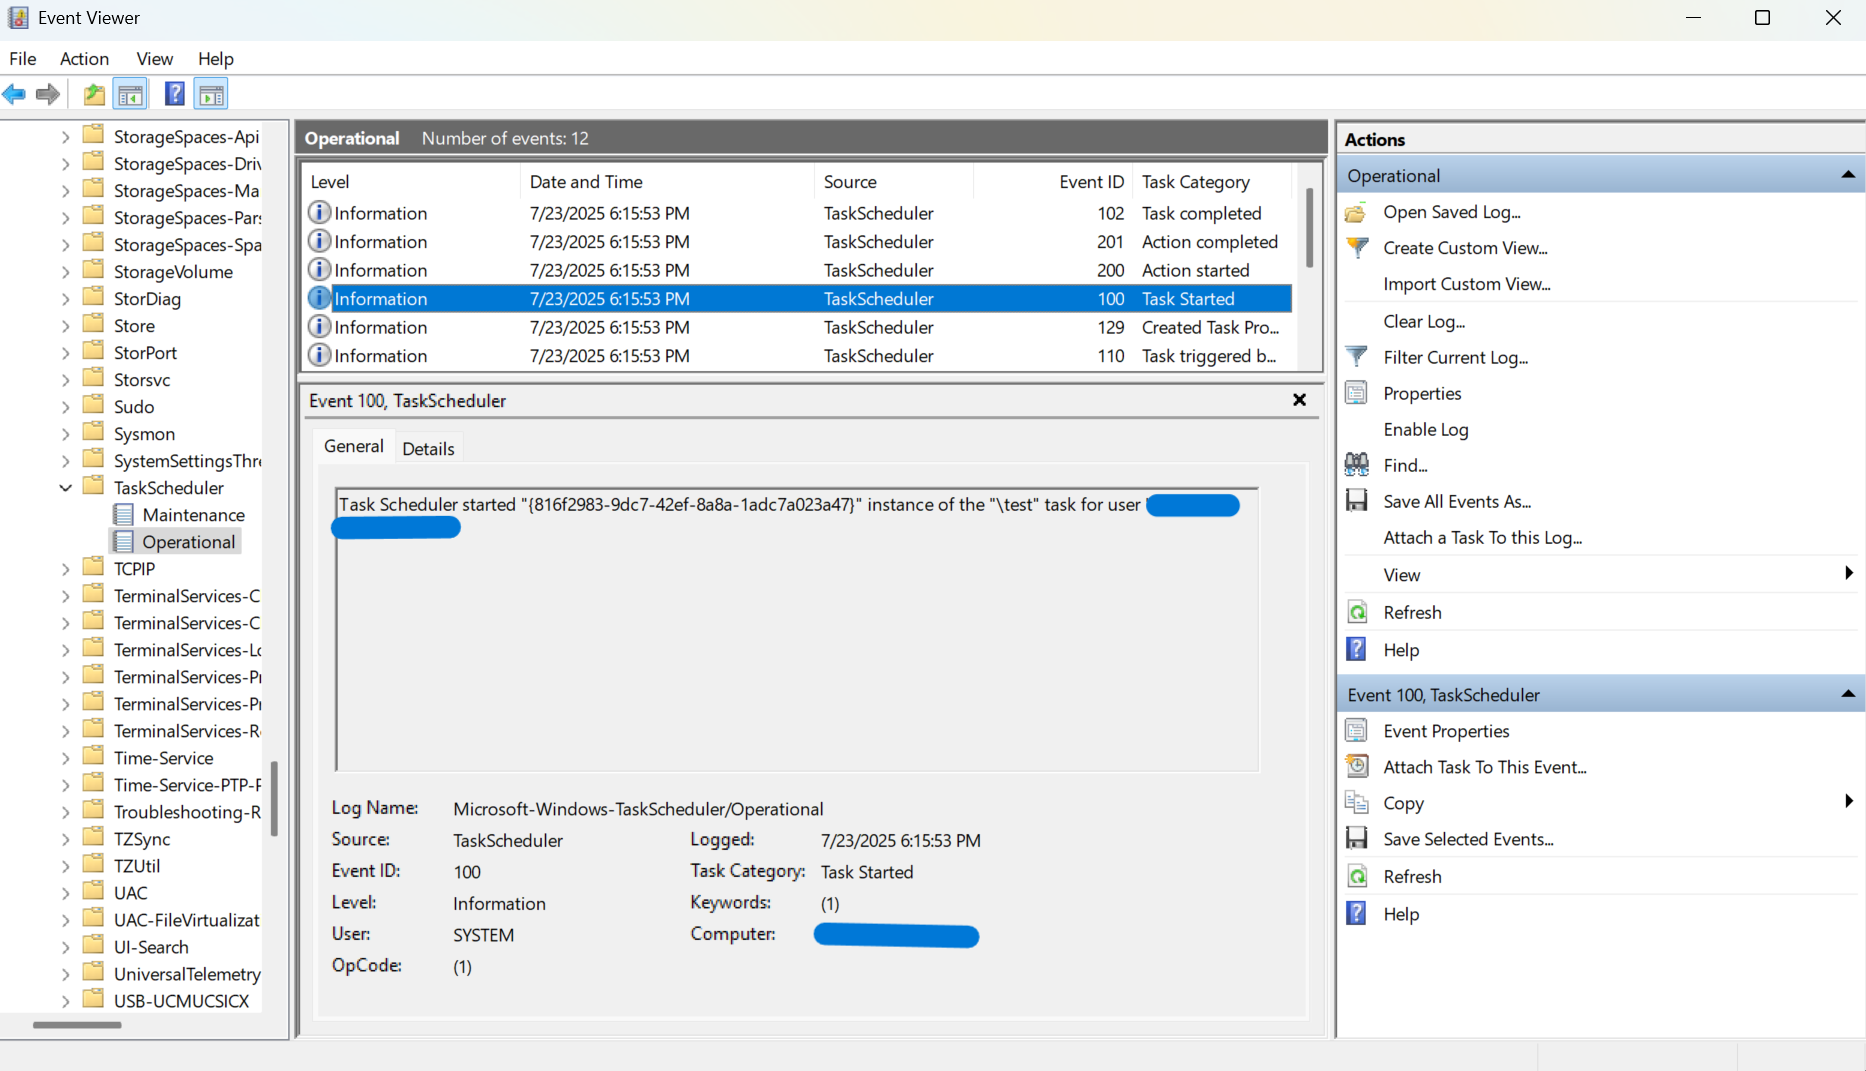 Event Viewer
File Action View Help
StorageSpaces-Api
StorageSpaces-Driv
StorageSpaces-Ma
StorageSpaces-Pars
StorageSpaces-Spa
StorageVolume
StorDiag
Store
StorPort
Storsvc
Sudo
Sysmon
SystemSettingsThre
TaskScheduler
Maintenance
Operational
TCPIP
TerminalServices-C
TerminalServices-C
TerminalServices-Lo
TerminalServices-Pr
TerminalServices-Pr
TerminalServices-Re
Time-Service
Time-Service-PTP-P
Troubleshooting-R
TZSync
TZUtil
UAC
UAC-FileVirtualizat
UI-Search
UniversalTelemetry
USB-UCMUCSICX
Operational Number of events: 12
Level Date and Time Source Event ID Task Category
Information 7/23/2025 6:15:53 PM TaskScheduler 102 Task completed
Information 7/23/2025 6:15:53 PM TaskScheduler 201 Action completed
Information 7/23/2025 6:15:53 PM TaskScheduler 200 Action started
Information 7/23/2025 6:15:53 PM TaskScheduler 100 Task Started
Information 7/23/2025 6:15:53 PM TaskScheduler 129 Created Task Pro...
Information 7/23/2025 6:15:53 PM TaskScheduler 110 Task triggered b...
Event 100, TaskScheduler
General Details
Task Scheduler started "{816f2983-9dc7-42ef-8a8a-1adc7a023a47}" instance of the "\test" task for user
Log Name: Microsoft-Windows-TaskScheduler/Operational
Source: TaskScheduler Logged: 7/23/2025 6:15:53 PM
Event ID: 100 Task Category: Task Started
Level: Information Keywords: (1)
User: SYSTEM Computer:
OpCode: (1)
Actions
Operational
Open Saved Log...
Create Custom View...
Import Custom View...
Clear Log...
Filter Current Log...
Properties
Enable Log
Find...
Save All Events As...
Attach a Task To this Log...
View
Refresh
Help
Event 100, TaskScheduler
Event Properties
Attach Task To This Event...
Copy
Save Selected Events...
Refresh
Help